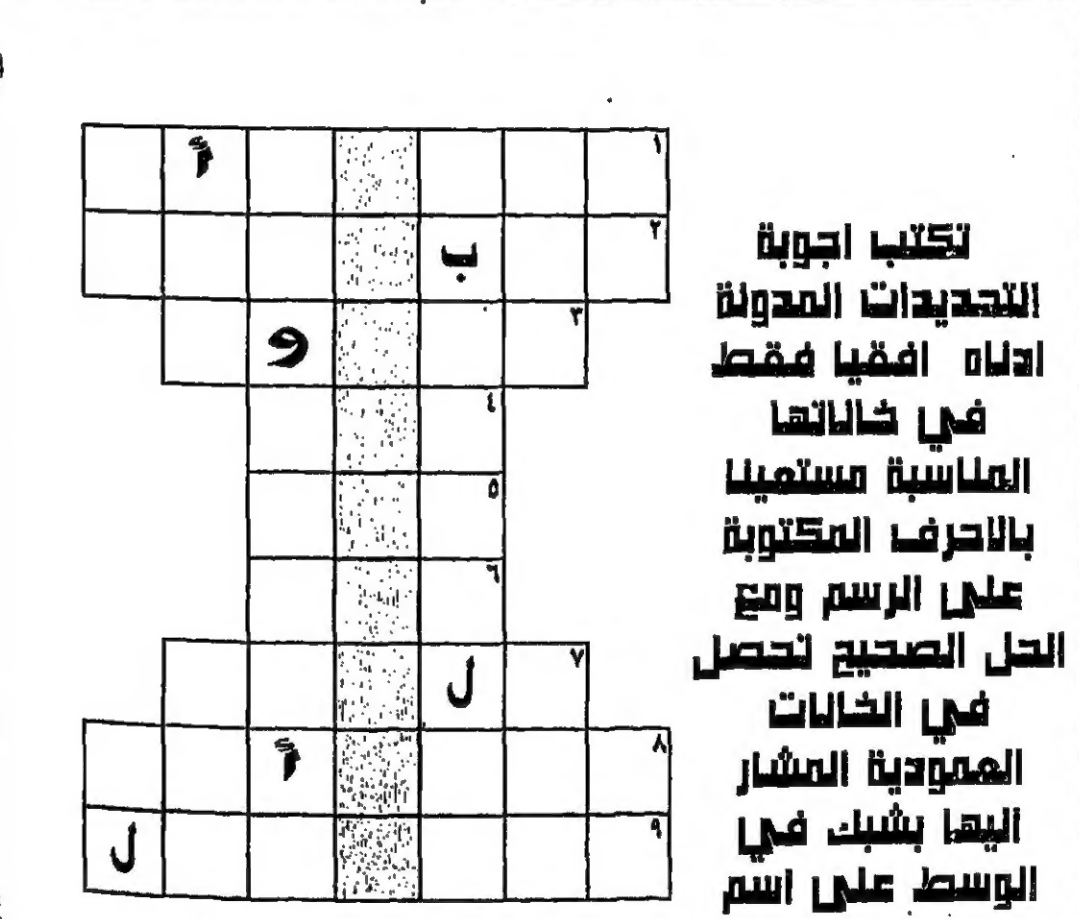 تكتب اجوبة
التحديدات المدونة
ادناه افقيا فقط
في خاناتها
المناسبة مستعينا
بالاحرف المكتوبة
على الرسم ومع
الحل الصحيح تحصل
في الخانات
العمودية المشار
اليها بشبك في
الوسط على اسم
١ أ
٢ ب
٣ و
٤
٥
٦
٧ ل
٨ أ
٩ ل